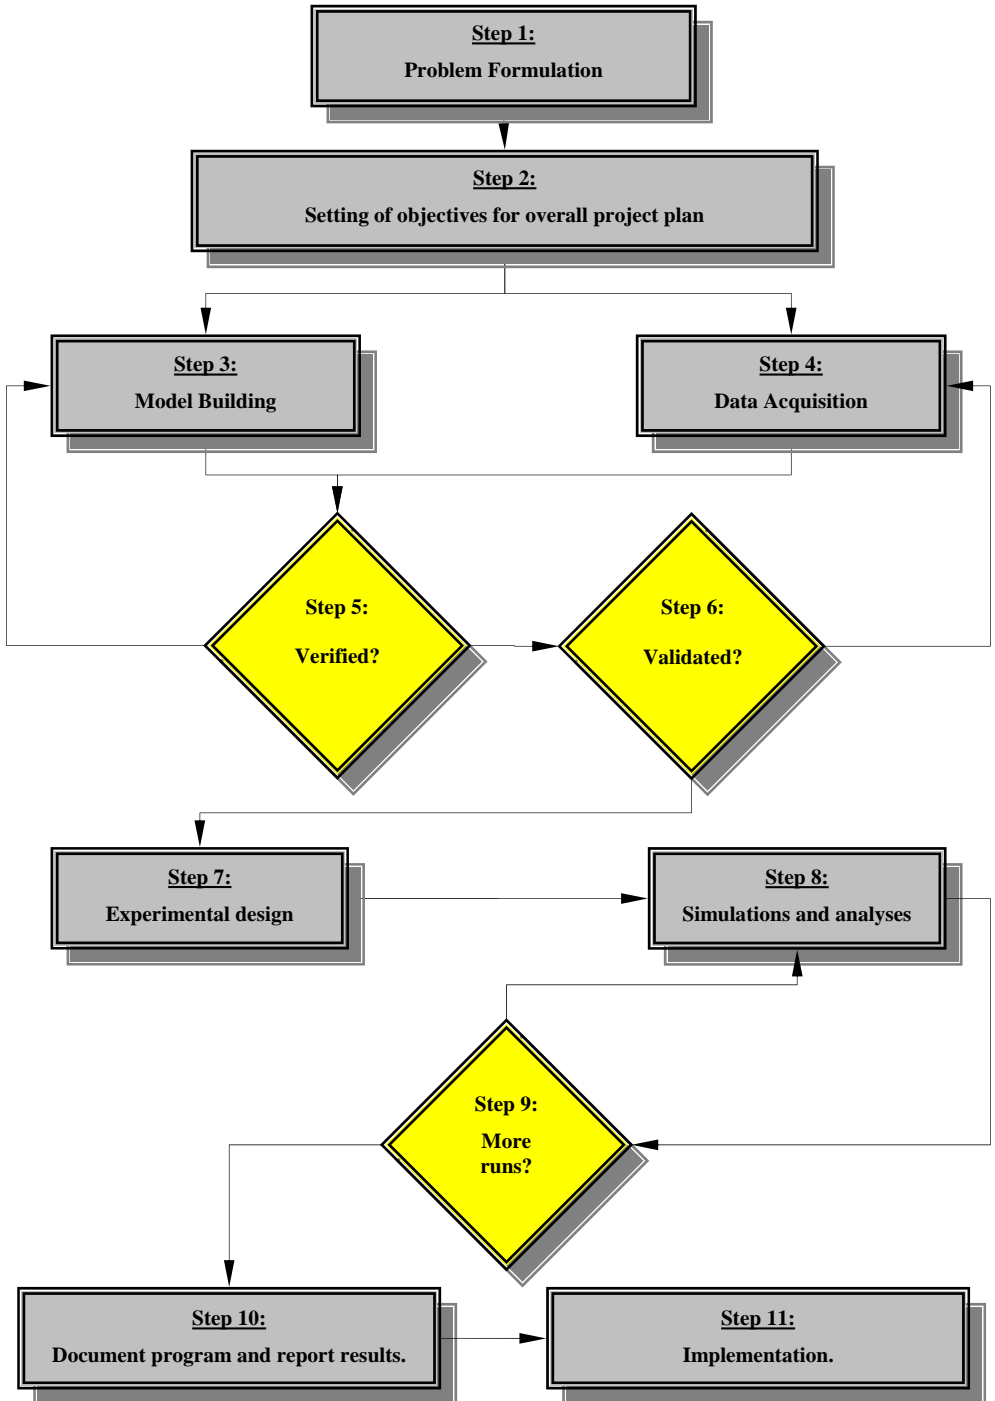 Step 1:
Problem Formulation
Step 2:
Setting of objectives for overall project plan
Step 3:
Model Building
Step 4:
Data Acquisition
Step 5:
Verified?
Step 6:
Validated?
Step 7:
Experimental design
Step 8:
Simulations and analyses
Step 9:
More
runs?
Step 10:
Document program and report results.
Step 11:
Implementation.